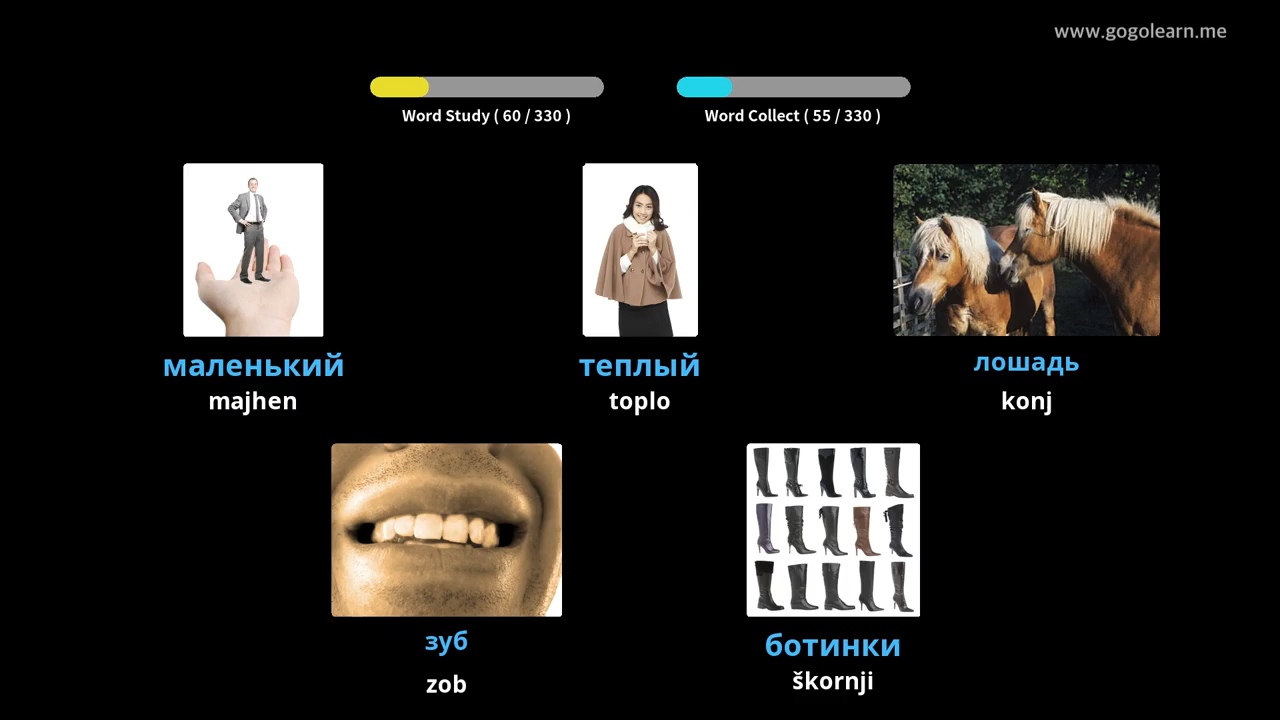 www.gogolearn.me
Word Study ( 60 / 330 )
Word Collect ( 55 / 330 )
маленький
majhen
теплый
toplo
лошадь
konj
зуб
zob
ботинки
škornji